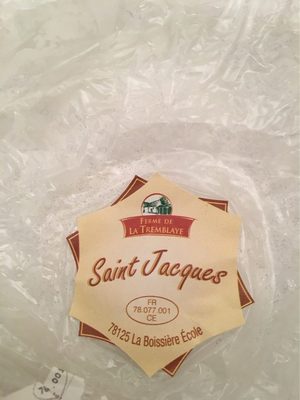 FERME DE
LA TREMBLAYE
Saint Jacques
FR
78.077.001
CE
78125 La Boissière École